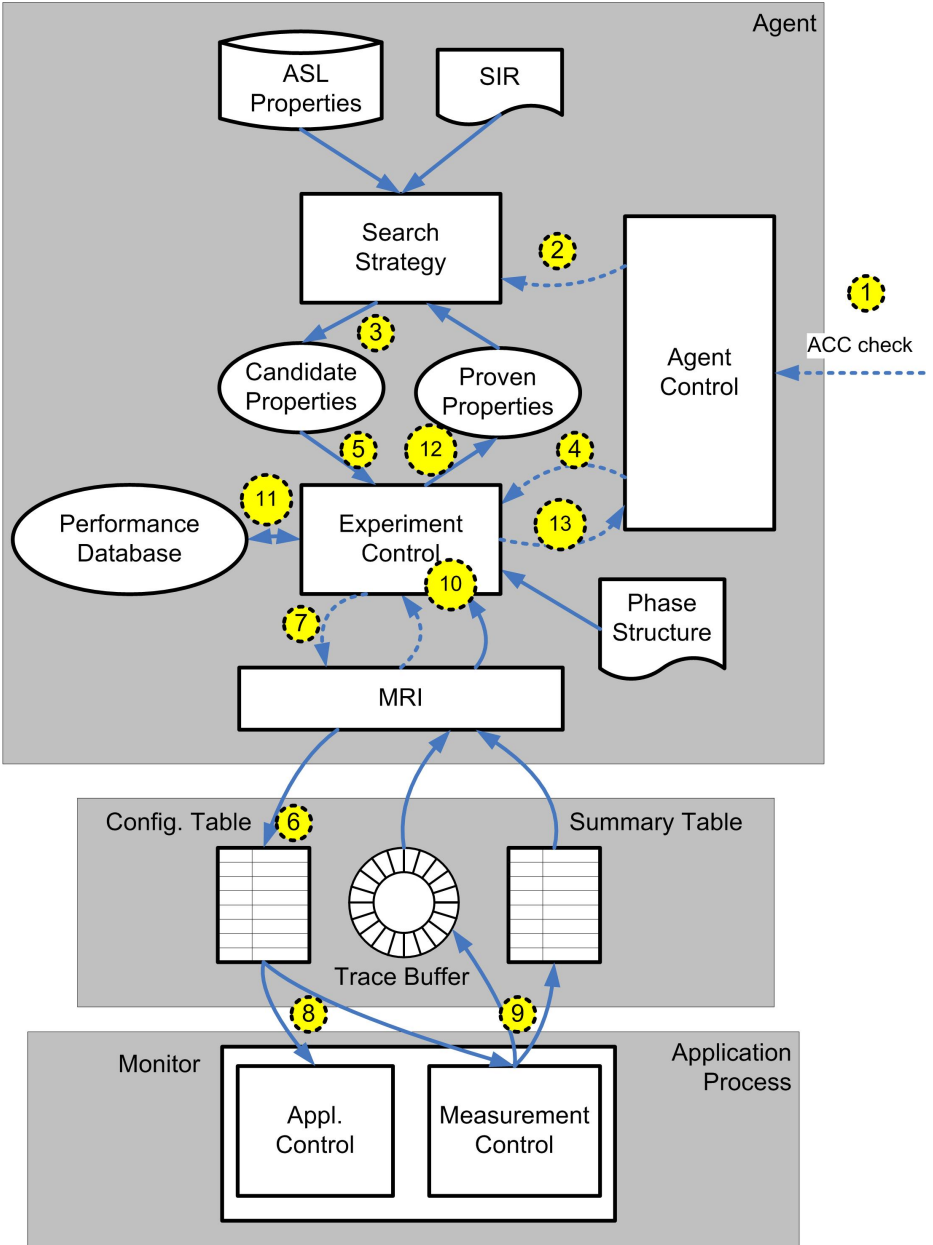 Agent
ASL
Properties
SIR
Search
Strategy
2
1
ACC check
3
Agent
Control
Candidate
Properties
Proven
Properties
5
12
4
11
Performance
Database
Experiment
Control
13
10
Phase
Structure
7
MRI
Config. Table
6
Summary Table
Trace Buffer
8
9
Monitor
Application
Process
Appl.
Control
Measurement
Control